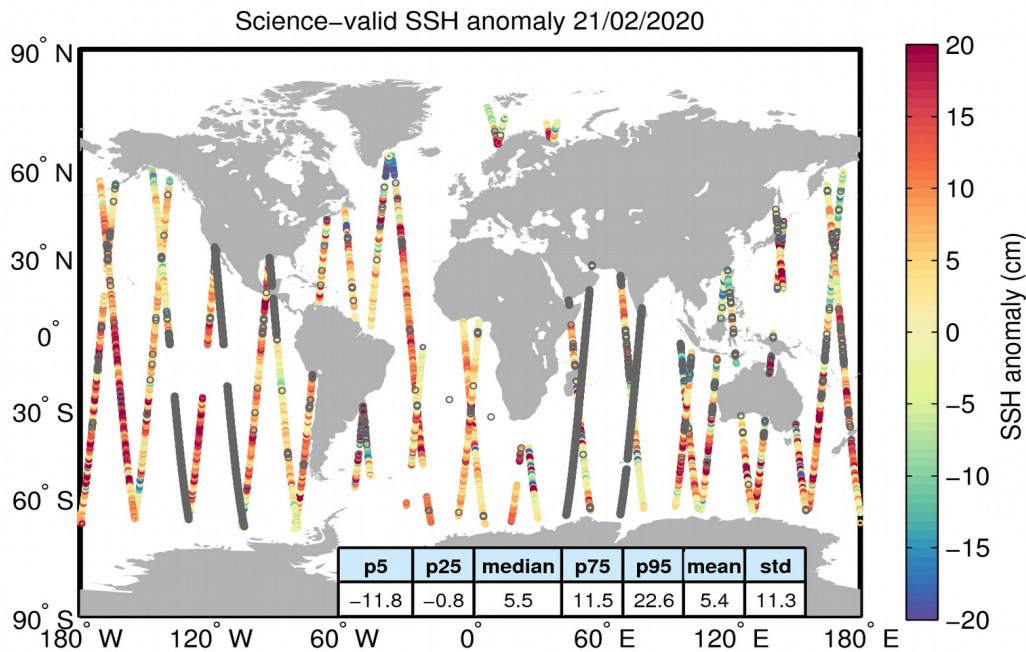 Science−valid SSH anomaly 21/02/2020
90° N
60° N
30° N
0°
30° S
60° S
90° S
180° W
120° W
60° W
0°
60° E
120° E
180° E
p5 p25 median p75 p95 mean std
−11.8 −0.8 5.5 11.5 22.6 5.4 11.3
20
15
10
5
0
−5
−10
−15
−20
SSH anomaly (cm)